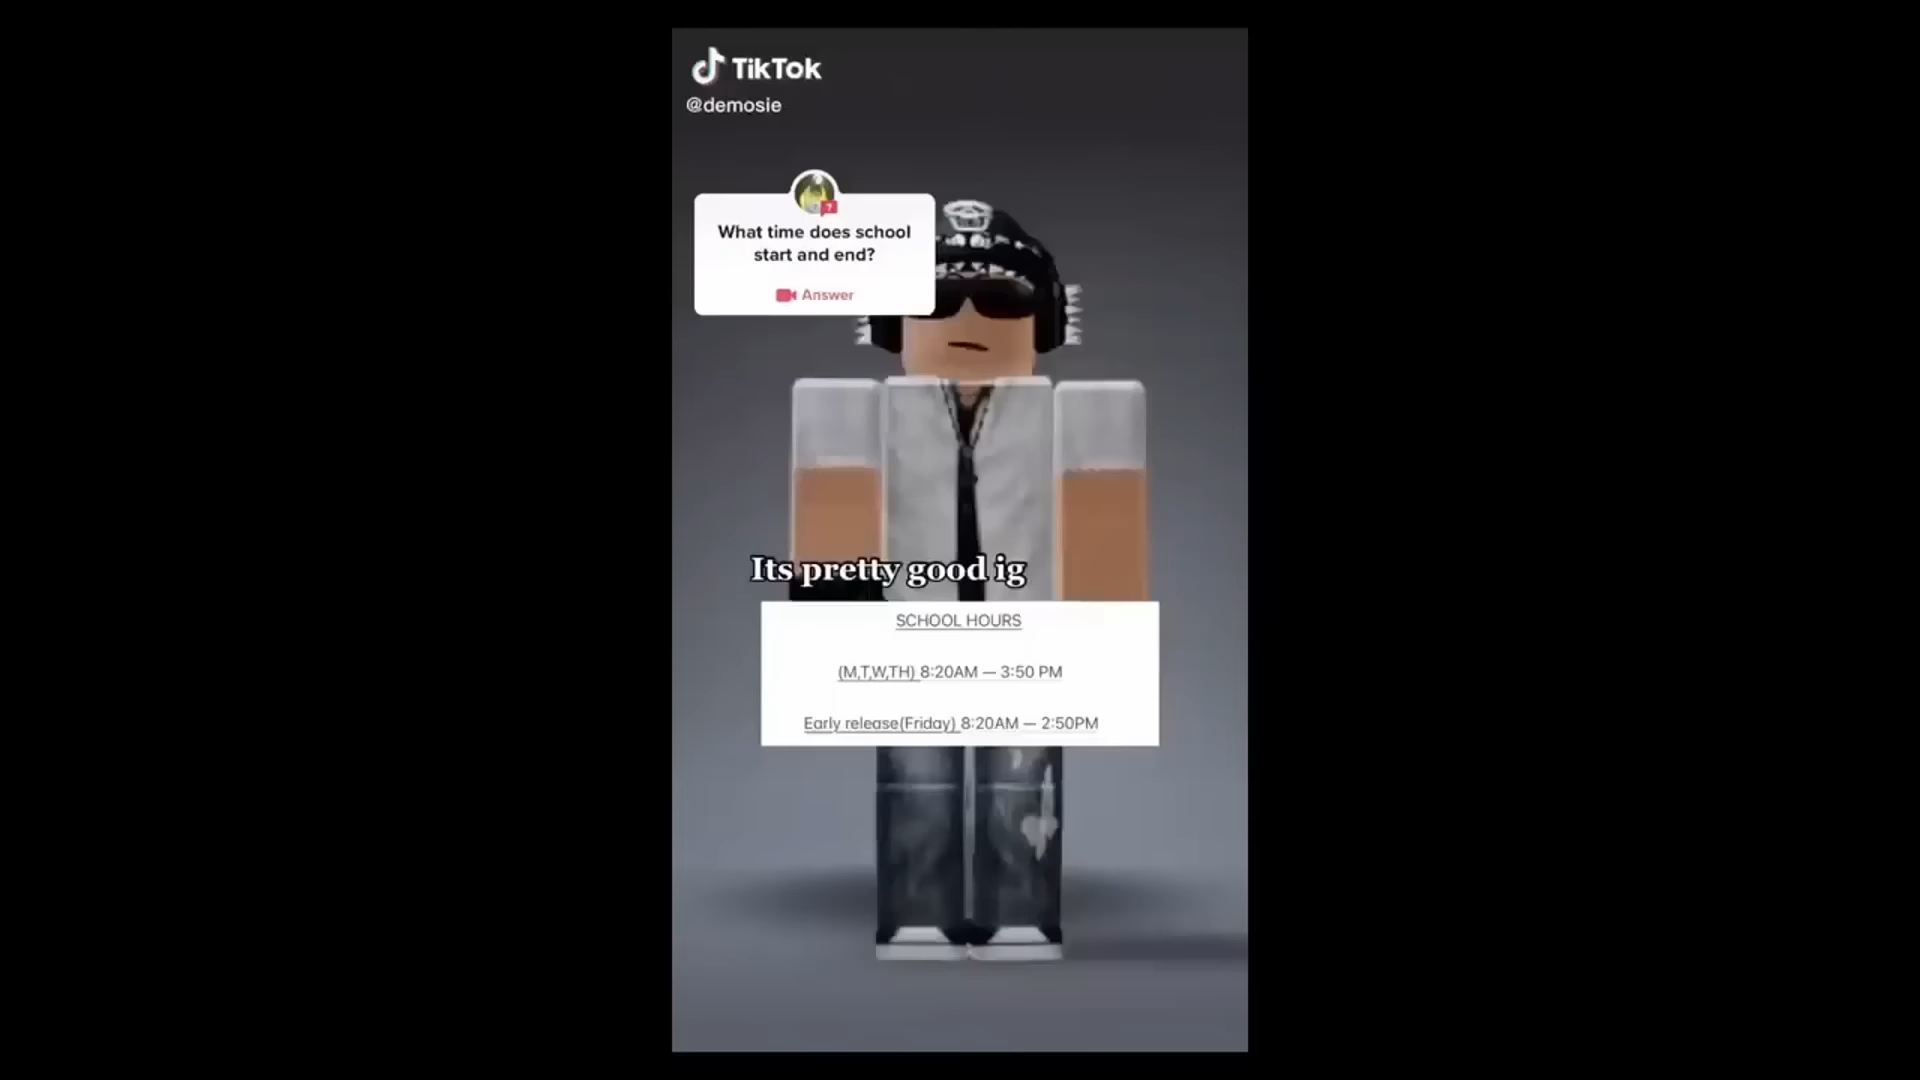 TikTok
@demosie
What time does school
start and end?
Answer
Its pretty good ig
SCHOOL HOURS
(M,T,W,TH) 8:20AM — 3:50 PM
Early release(Friday) 8:20AM — 2:50PM